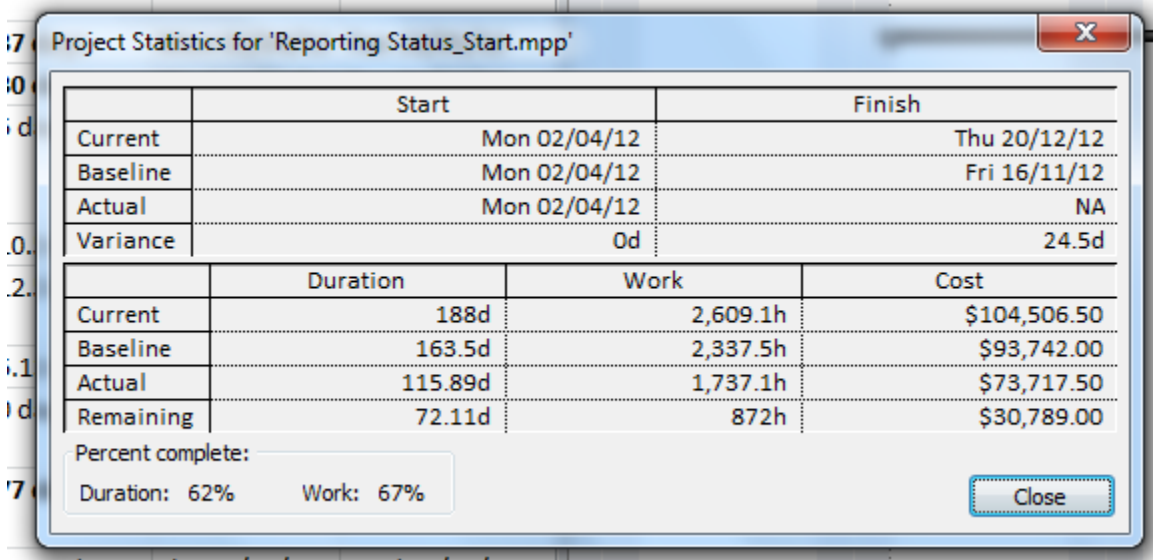 Project Statistics for 'Reporting Status_Start.mpp'
Start Finish
Current Mon 02/04/12 Thu 20/12/12
Baseline Mon 02/04/12 Fri 16/11/12
Actual Mon 02/04/12 NA
Variance 0d 24.5d
Duration Work Cost
Current 188d 2,609.1h $104,506.50
Baseline 163.5d 2,337.5h $93,742.00
Actual 115.89d 1,737.1h $73,717.50
Remaining 72.11d 872h $30,789.00
Percent complete:
Duration: 62% Work: 67%
Close